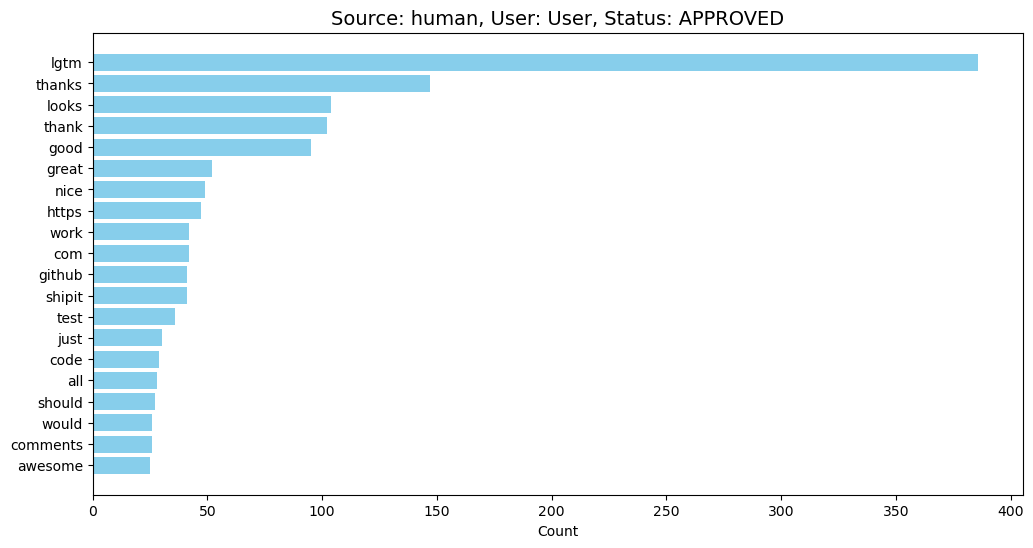 Source: human, User: User, Status: APPROVED
lgtm
thanks
looks
thank
good
great
nice
https
work
com
github
shipit
test
just
code
all
should
would
comments
awesome
0 50 100 150 200 250 300 350 400
Count